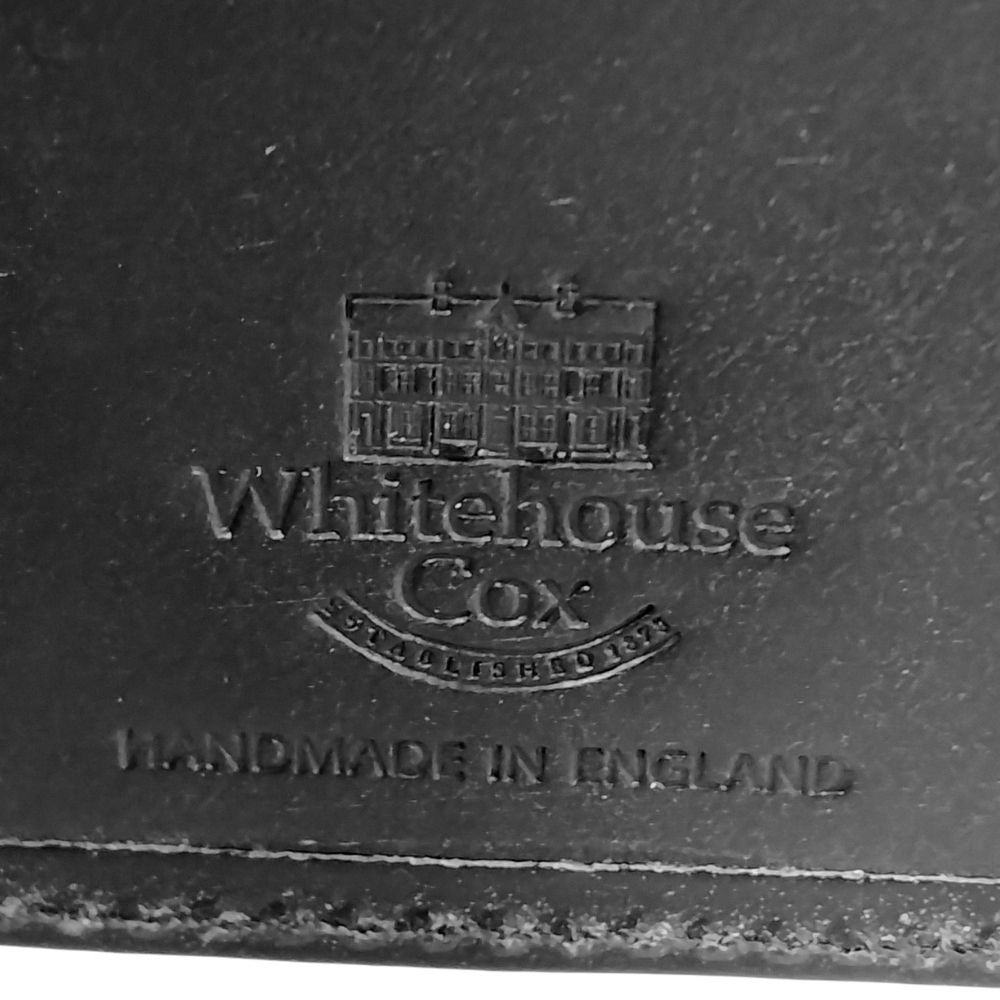 Whitehouse
Cox
ESTABLISHED 1875
HANDMADE IN ENGLAND